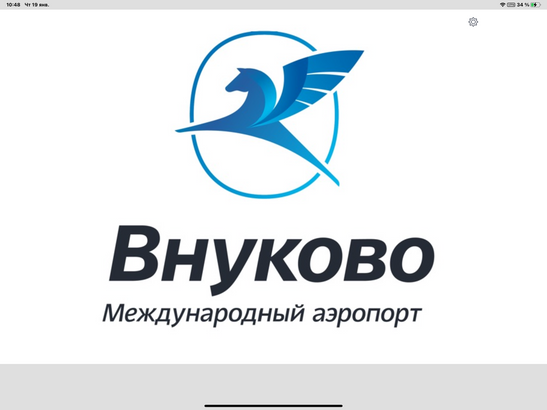 10:48 Чт 19 янв. 34 %
Внуково
Международный аэропорт